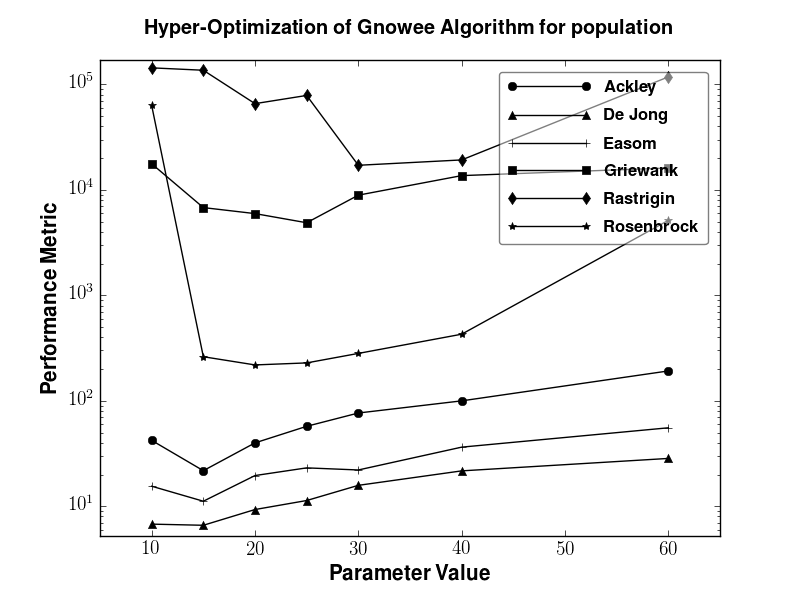 Hyper-Optimization of Gnowee Algorithm for population
10^5
10^4
10^3
10^2
10^1
Performance Metric
Ackley
De Jong
Easom
Griewank
Rastrigin
Rosenbrock
10 20 30 40 50 60
Parameter Value